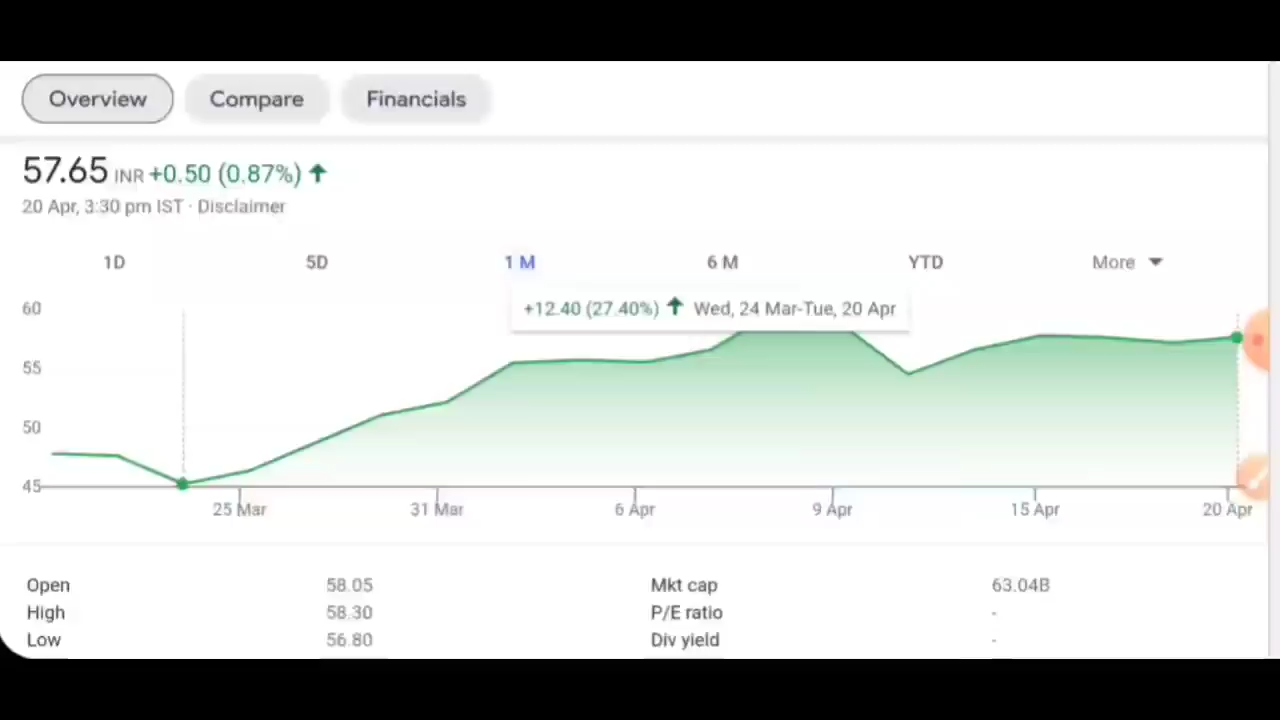 Overview Compare Financials
57.65 INR +0.50 (0.87%) ↑
20 Apr, 3:30 pm IST · Disclaimer
1D 5D 1 M 6 M YTD More
+12.40 (27.40%) ↑ Wed, 24 Mar-Tue, 20 Apr
60
55
50
45
25 Mar 31 Mar 6 Apr 9 Apr 15 Apr 20 Apr
Open 58.05 Mkt cap 63.04B
High 58.30 P/E ratio -
Low 56.80 Div yield -